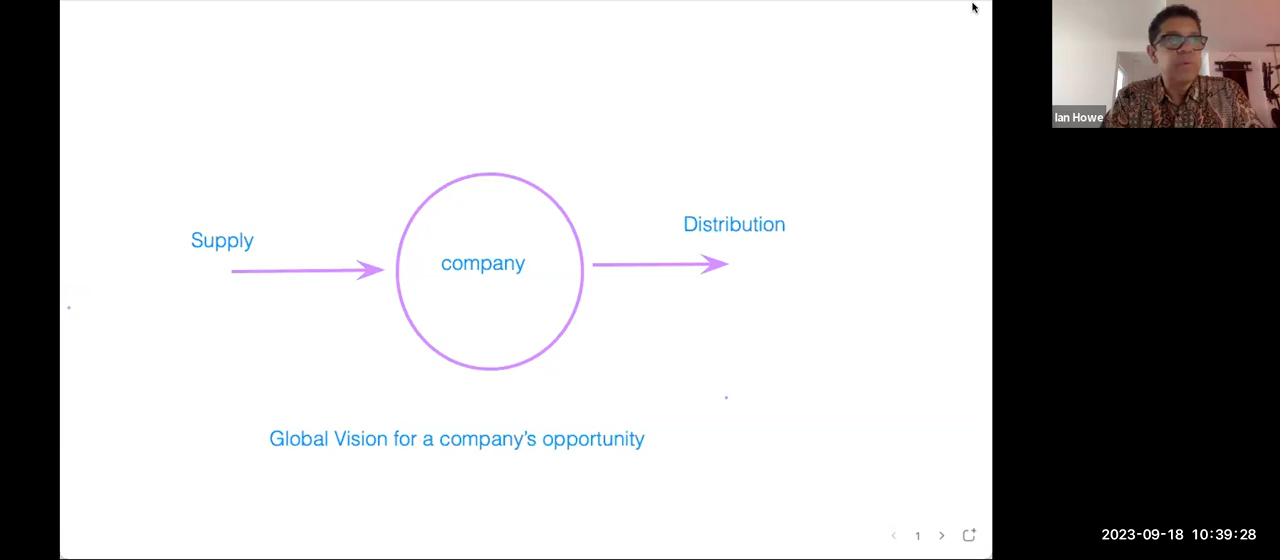 Supply
Distribution
company
Global Vision for a company's opportunity
1
Ian Howe
2023-09-18 10:39:28